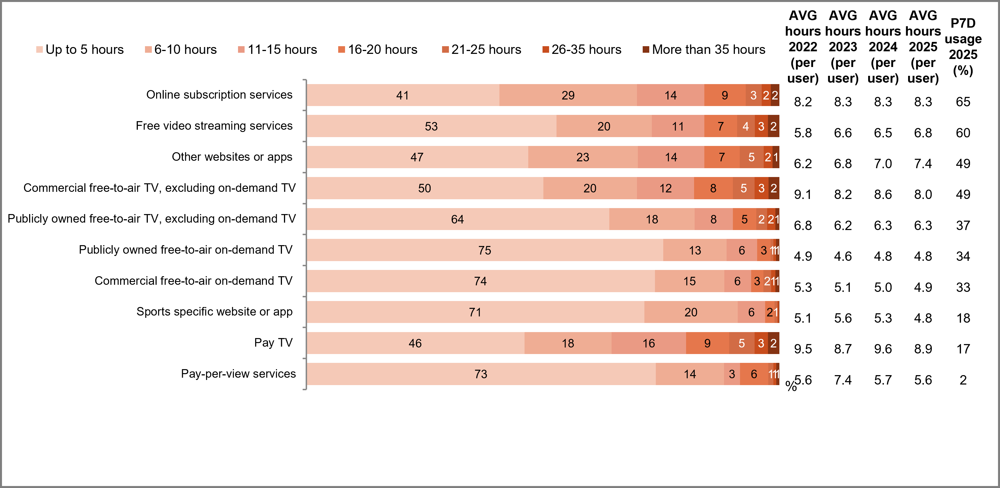 AVG hours 2022 (per user) AVG hours 2023 (per user) AVG hours 2024 (per user) AVG hours 2025 (per user) P7D usage 2025 (%)
Up to 5 hours 6-10 hours 11-15 hours 16-20 hours 21-25 hours 26-35 hours More than 35 hours
Online subscription services 41 29 14 9 3 2 2 8.2 8.3 8.3 8.3 65
Free video streaming services 53 20 11 7 4 3 2 5.8 6.6 6.5 6.8 60
Other websites or apps 47 23 14 7 5 2 1 6.2 6.8 7.0 7.4 49
Commercial free-to-air TV, excluding on-demand TV 50 20 12 8 5 3 2 9.1 8.2 8.6 8.0 49
Publicly owned free-to-air TV, excluding on-demand TV 64 18 8 5 2 2 1 6.8 6.2 6.3 6.3 37
Publicly owned free-to-air on-demand TV 75 13 6 3 1 1 1 4.9 4.6 4.8 4.8 34
Commercial free-to-air on-demand TV 74 15 6 3 2 1 1 5.3 5.1 5.0 4.9 33
Sports specific website or app 71 20 6 2 1 5.1 5.6 5.3 4.8 18
Pay TV 46 18 16 9 5 3 2 9.5 8.7 9.6 8.9 17
Pay-per-view services 73 14 3 6 1 1 1 % 5.6 7.4 5.7 5.6 2